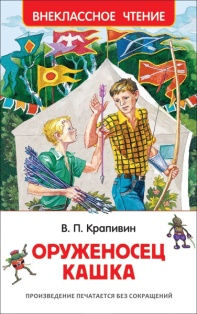 ВНЕКЛАССНОЕ ЧТЕНИЕ
В. П. Крапивин
ОРУЖЕНОСЕЦ
КАШКА
ПРОИЗВЕДЕНИЕ ПЕЧАТАЕТСЯ БЕЗ СОКРАЩЕНИЙ